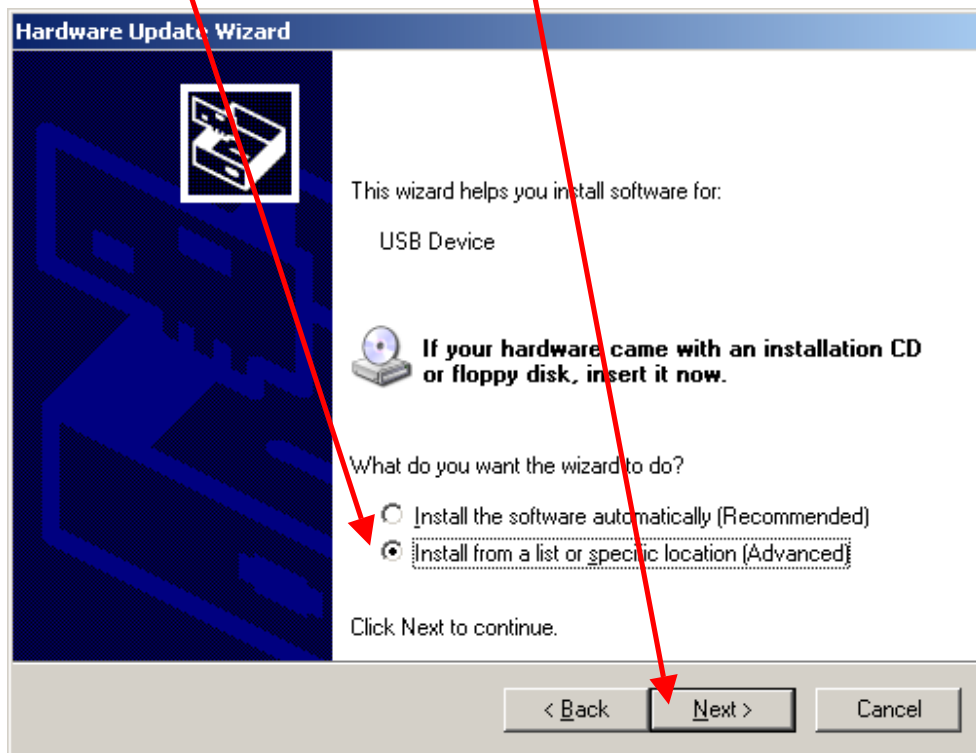 Hardware Update Wizard
This wizard helps you install software for:
USB Device
If your hardware came with an installation CD
or floppy disk, insert it now.
What do you want the wizard to do?
Install the software automatically (Recommended)
Install from a list or specific location (Advanced)
Click Next to continue.
< Back Next > Cancel